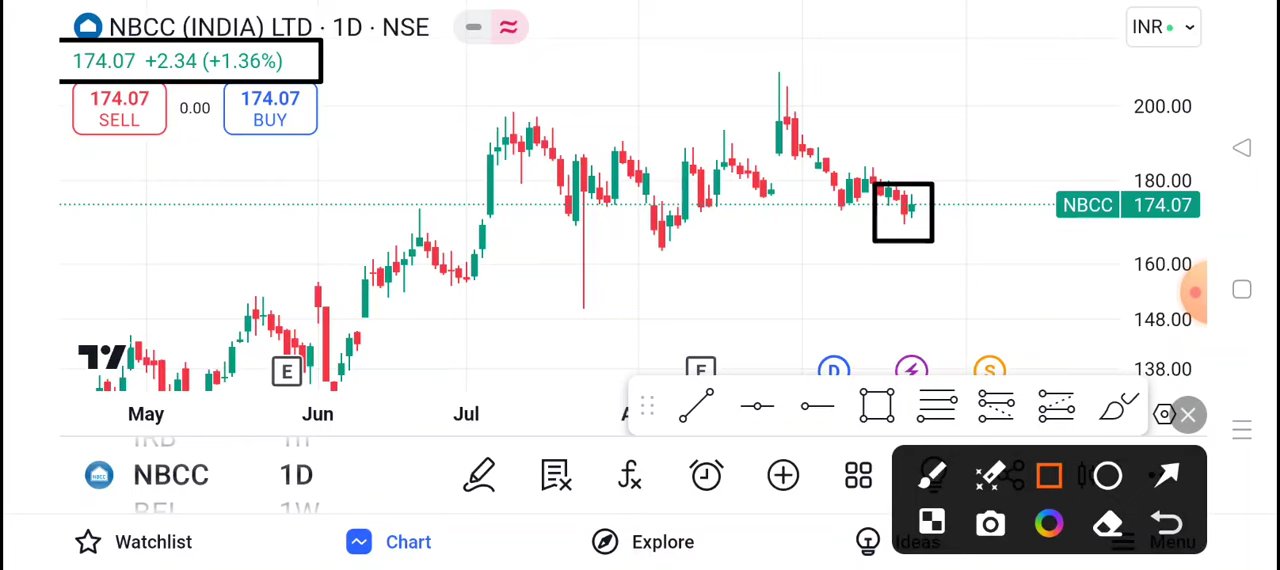 NBCC (INDIA) LTD · 1D · NSE
INR
174.07 +2.34 (+1.36%)
174.07
SELL
0.00
174.07
BUY
200.00
180.00
NBCC 174.07
160.00
148.00
138.00
E
E
D
S
May
Jun
Jul
A
IRB 1H
NBCC 1D
BEL 1W
Watchlist
Chart
Explore
Ideas
Menu